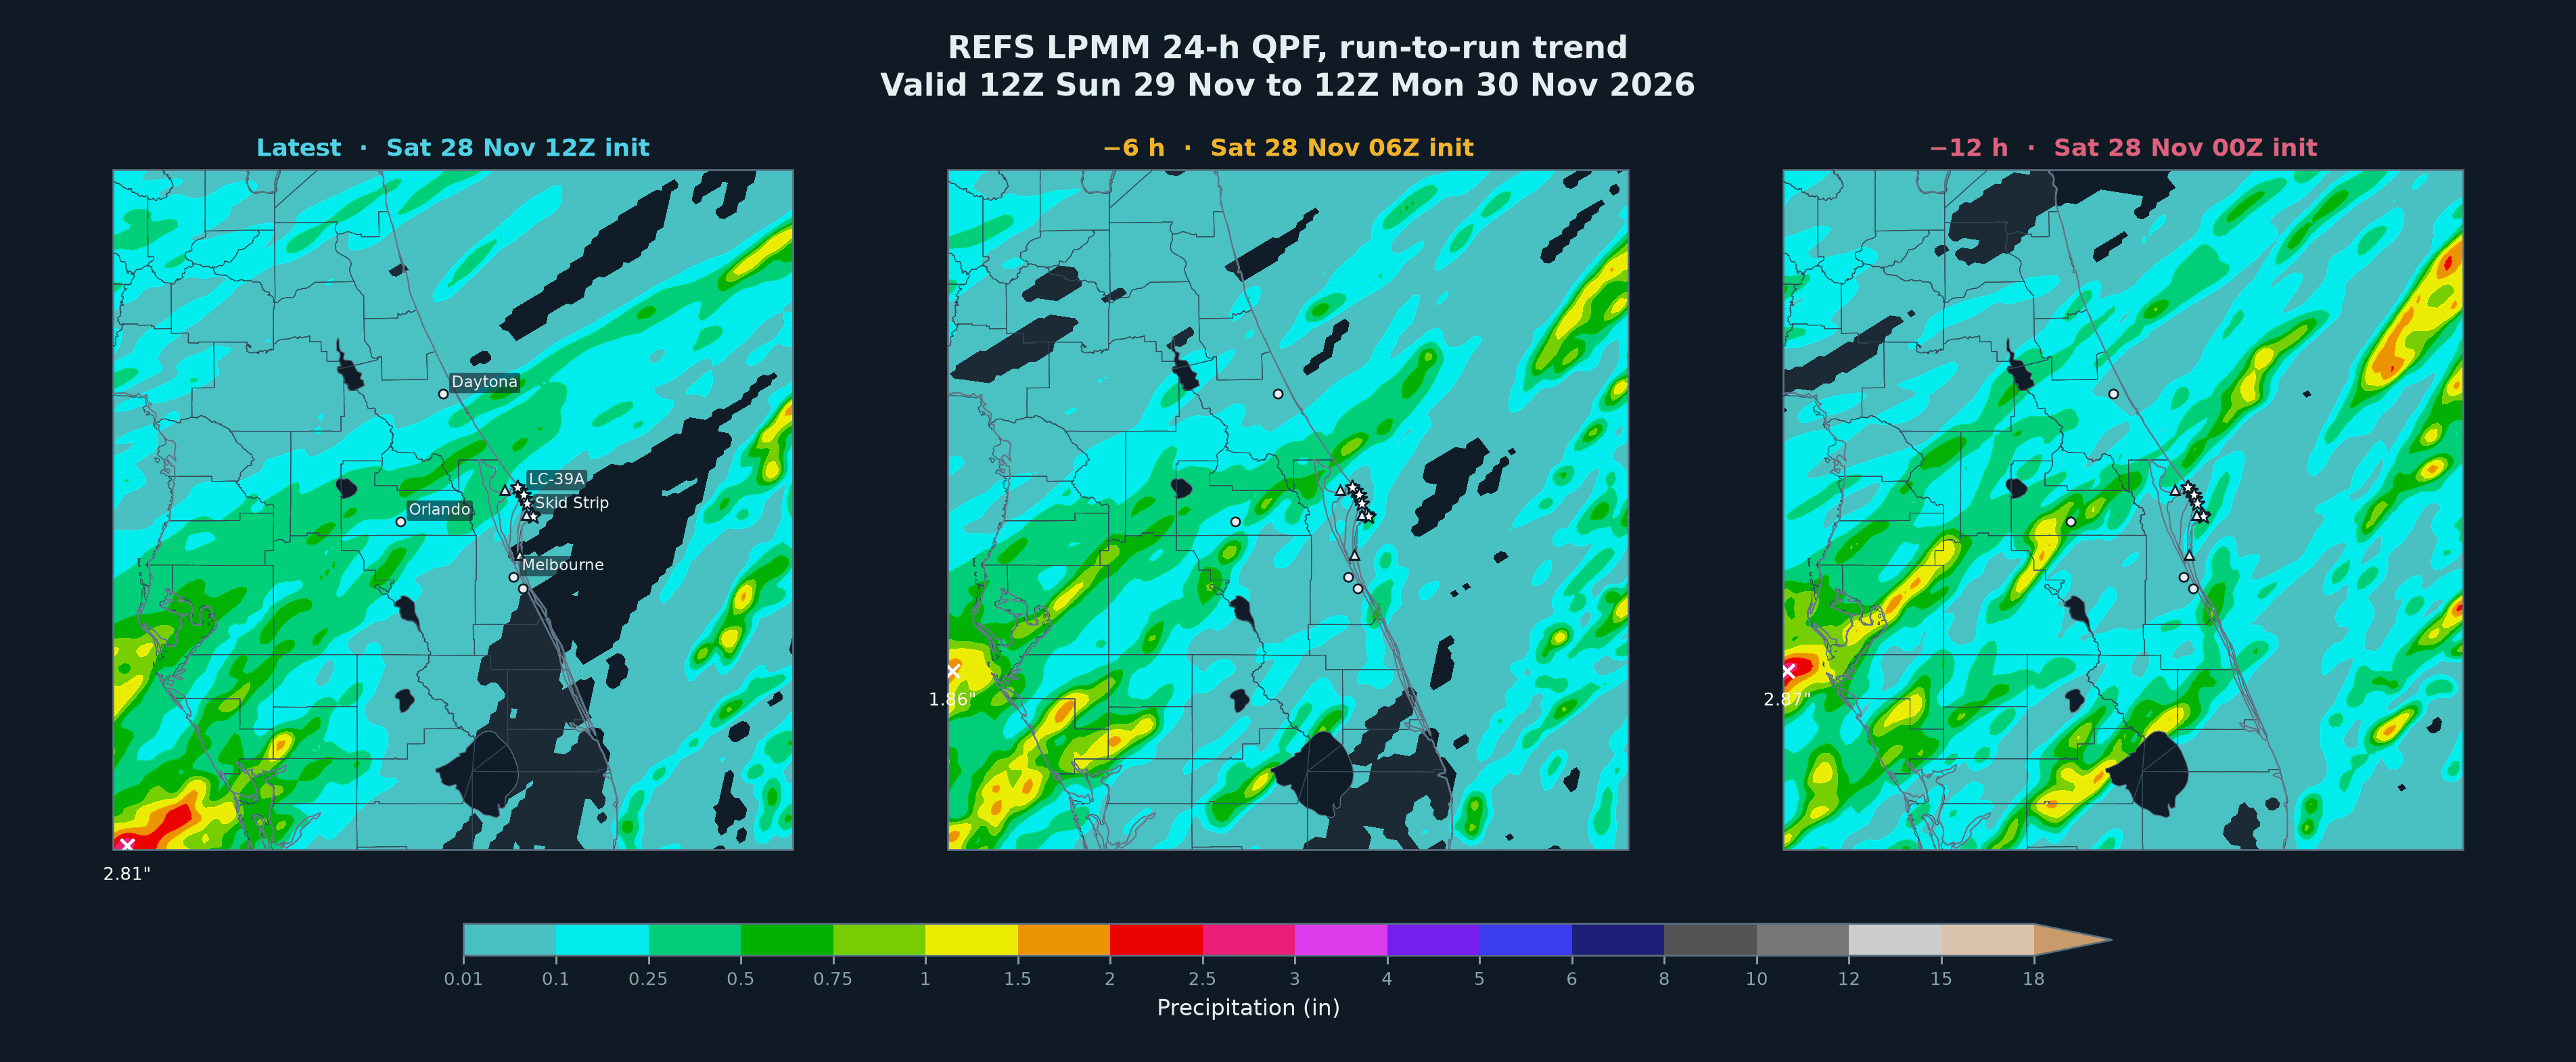 REFS LPMM 24-h QPF, run-to-run trend
Valid 12Z Sun 29 Nov to 12Z Mon 30 Nov 2026
Latest · Sat 28 Nov 12Z init
−6 h · Sat 28 Nov 06Z init
−12 h · Sat 28 Nov 00Z init
Daytona
LC-39A
Skid Strip
Orlando
Melbourne
2.81"
1.86"
2.87"
0.01 0.1 0.25 0.5 0.75 1 1.5 2 2.5 3 4 5 6 8 10 12 15 18
Precipitation (in)